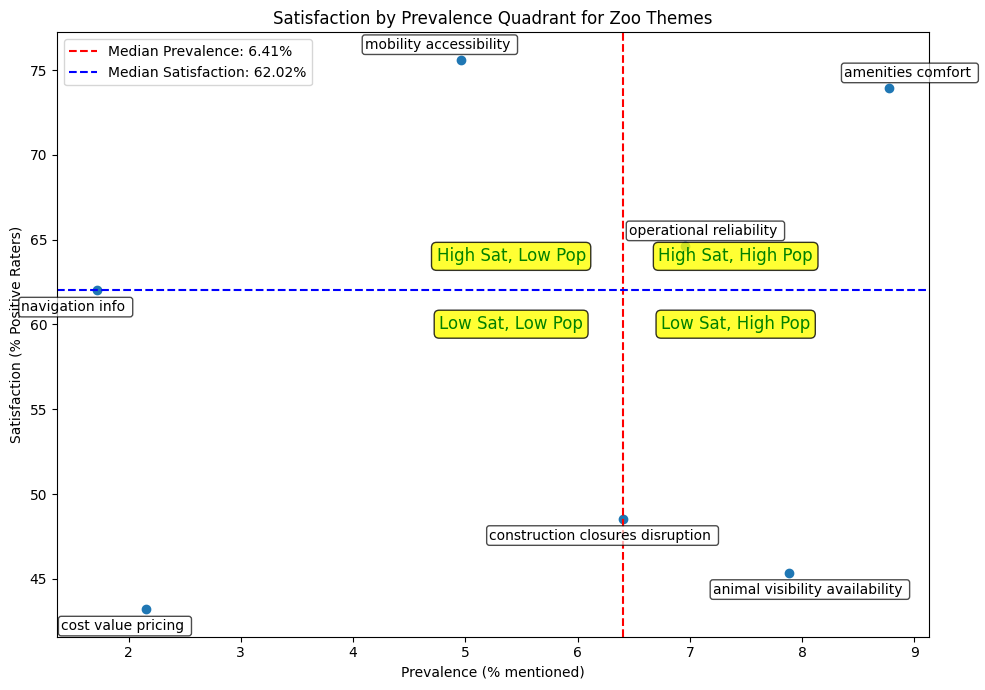 Satisfaction by Prevalence Quadrant for Zoo Themes
Median Prevalence: 6.41%
Median Satisfaction: 62.02%
mobility accessibility
amenities comfort
operational reliability
High Sat, Low Pop
High Sat, High Pop
navigation info
Low Sat, Low Pop
Low Sat, High Pop
construction closures disruption
animal visibility availability
cost value pricing
Satisfaction (% Positive Raters)
75
70
65
60
55
50
45
2
3
4
5
6
7
8
9
Prevalence (% mentioned)